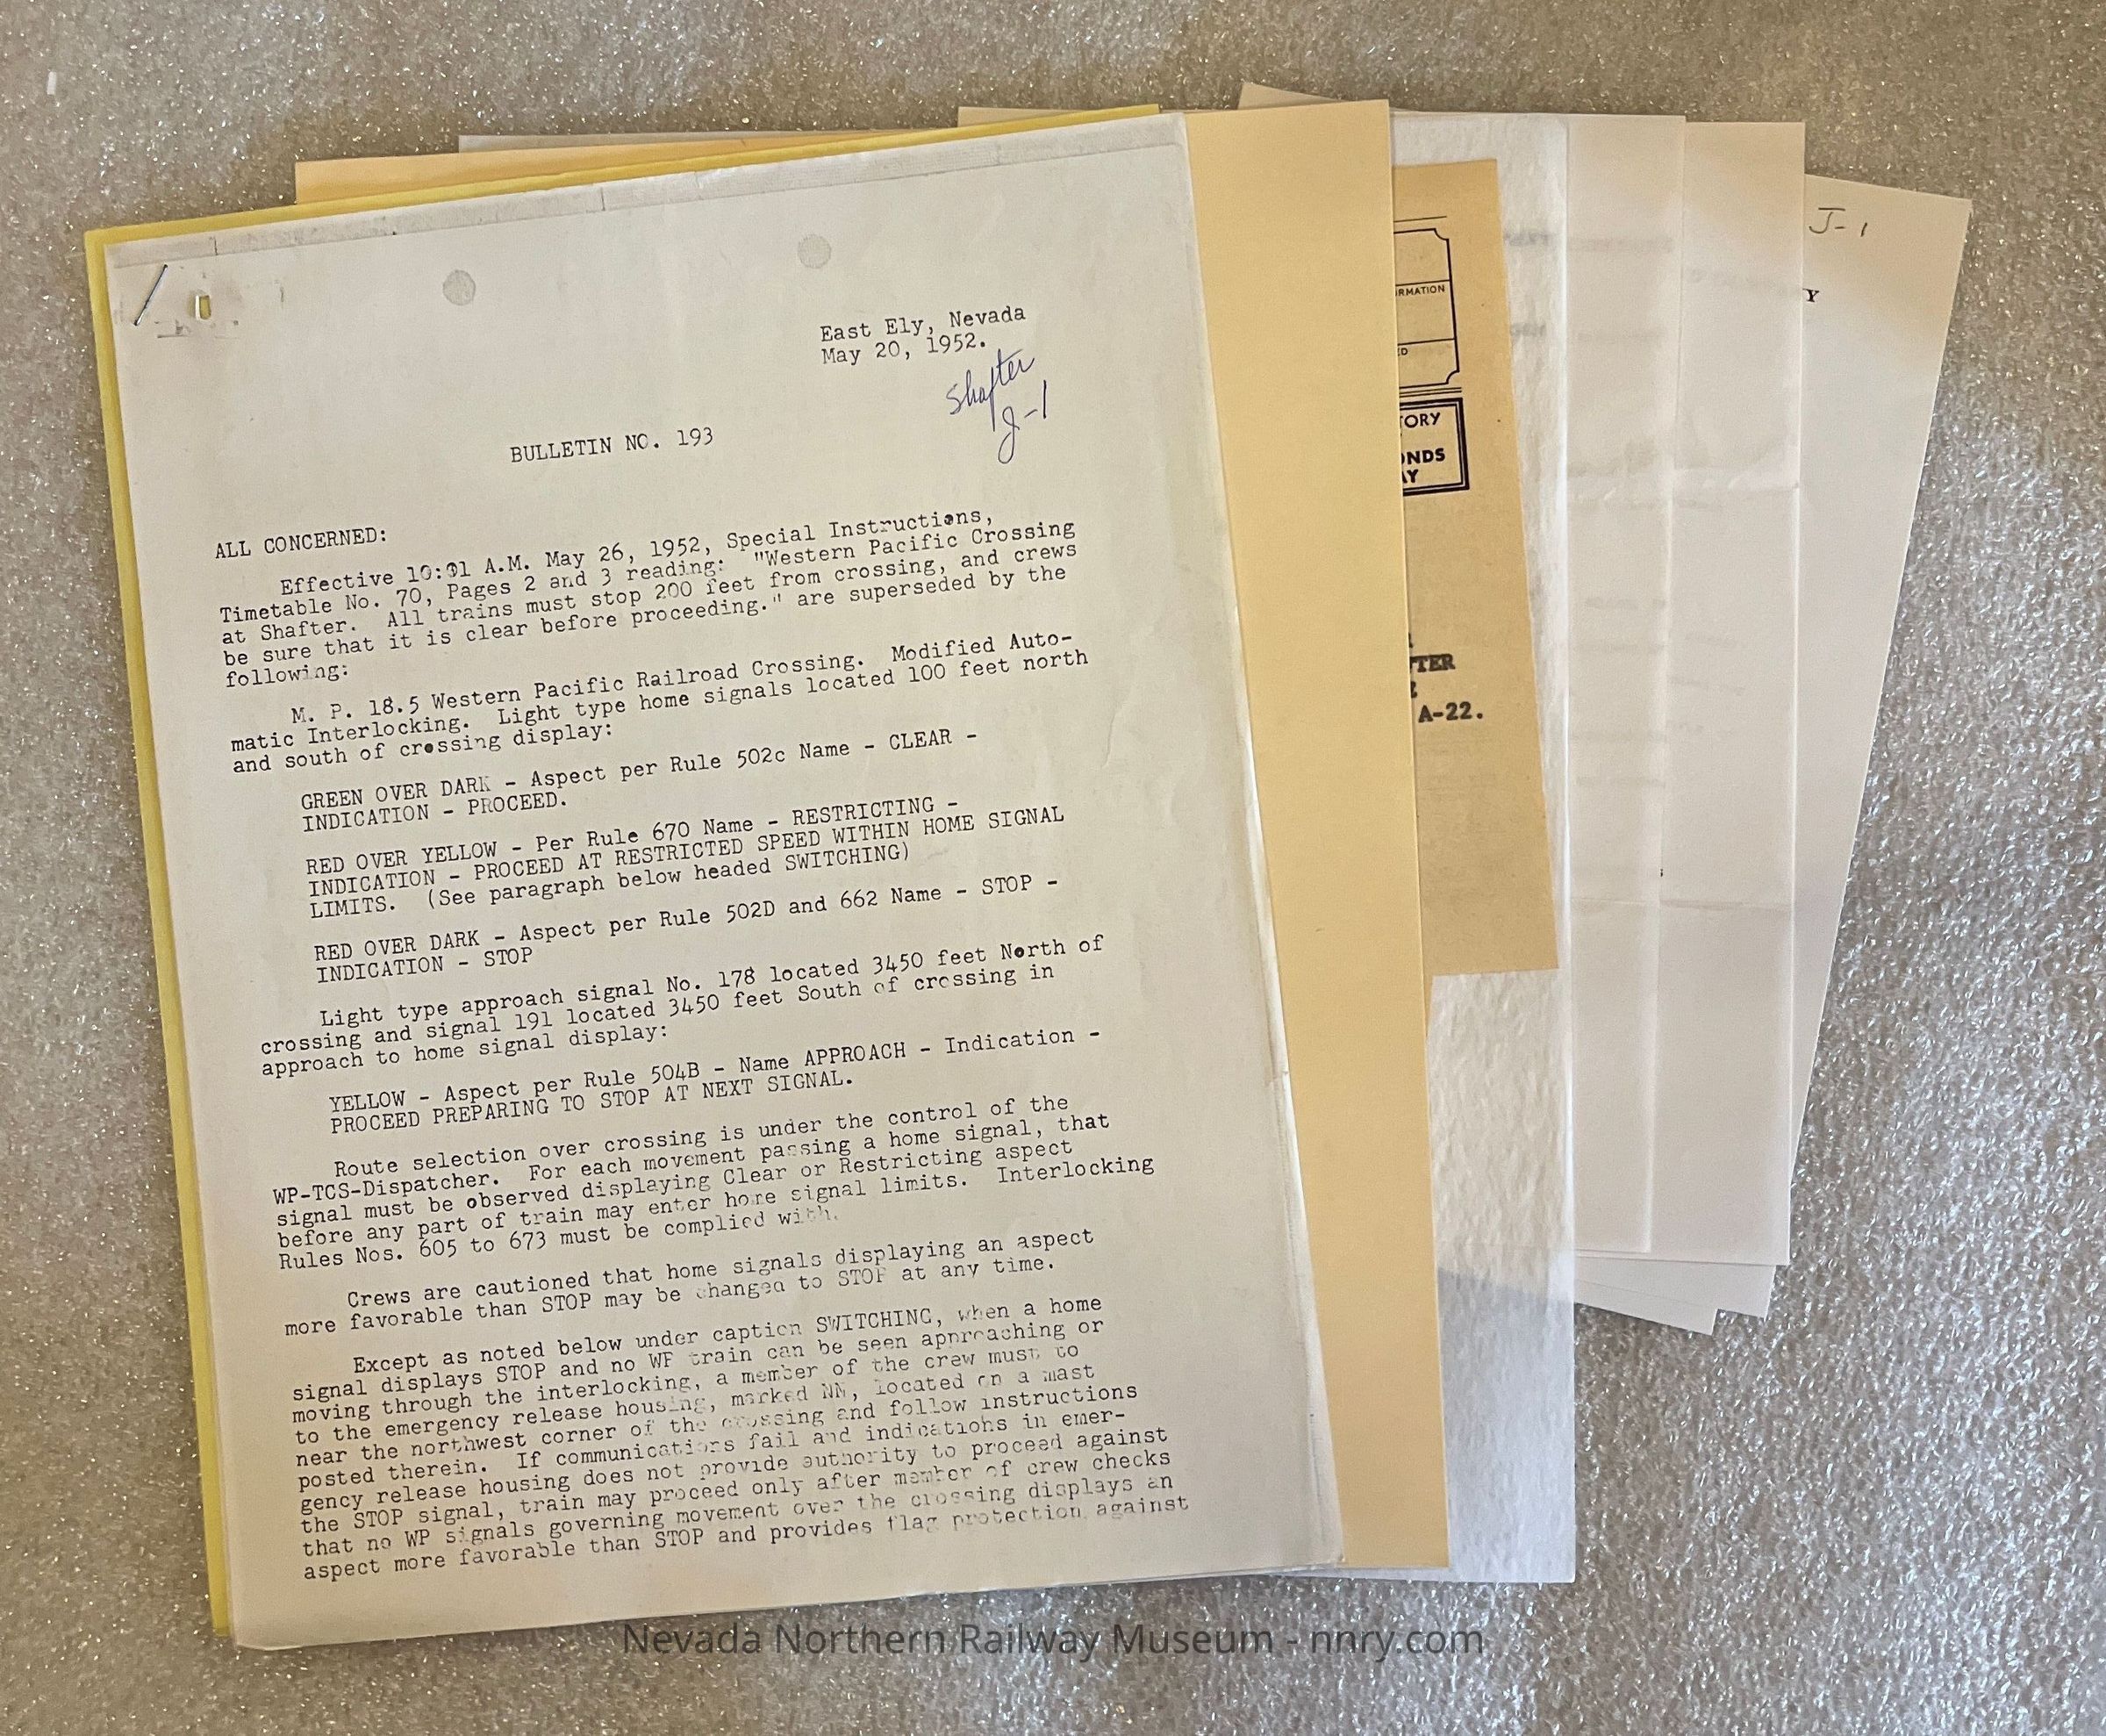 East Ely, Nevada
May 20, 1952.
Shafter
J-1
BULLETIN NO. 193
ALL CONCERNED:
Effective 10:01 A.M. May 26, 1952, Special Instructions,
Timetable No. 70, Pages 2 and 3 reading: "Western Pacific Crossing
at Shafter. All trains must stop 200 feet from crossing, and crews
be sure that it is clear before proceeding." are superseded by the
following:
M. P. 18.5 Western Pacific Railroad Crossing. Modified Auto-
matic Interlocking. Light type home signals located 100 feet north
and south of crossing display:
GREEN OVER DARK - Aspect per Rule 502c Name - CLEAR -
INDICATION - PROCEED.
RED OVER YELLOW - Per Rule 670 Name - RESTRICTING -
INDICATION - PROCEED AT RESTRICTED SPEED WITHIN HOME SIGNAL
LIMITS. (See paragraph below headed SWITCHING)
RED OVER DARK - Aspect per Rule 502D and 662 Name - STOP -
INDICATION - STOP
Light type approach signal No. 178 located 3450 feet North of
crossing and signal 191 located 3450 feet South of crossing in
approach to home signal display:
YELLOW - Aspect per Rule 504B - Name APPROACH - Indication -
PROCEED PREPARING TO STOP AT NEXT SIGNAL.
Route selection over crossing is under the control of the
WP-TCS-Dispatcher. For each movement passing a home signal, that
signal must be observed displaying Clear or Restricting aspect
before any part of train may enter home signal limits. Interlocking
Rules Nos. 605 to 673 must be complied with.
Crews are cautioned that home signals displaying an aspect
more favorable than STOP may be changed to STOP at any time.
Except as noted below under caption SWITCHING, when a home
signal displays STOP and no WP train can be seen approaching or
moving through the interlocking, a member of the crew must to
to the emergency release housing, marked NN, located on a mast
near the northwest corner of the crossing and follow instructions
posted therein. If communications fail and indications in emer-
gency release housing does not provide authority to proceed against
the STOP signal, train may proceed only after member of crew checks
that no WP signals governing movement over the crossing displays an
aspect more favorable than STOP and provides flag protection against
RMATION
ED
TORY
ONDS
AY
TER
A-22.
Y
J-1
Nevada Northern Railway Museum - nnry.com